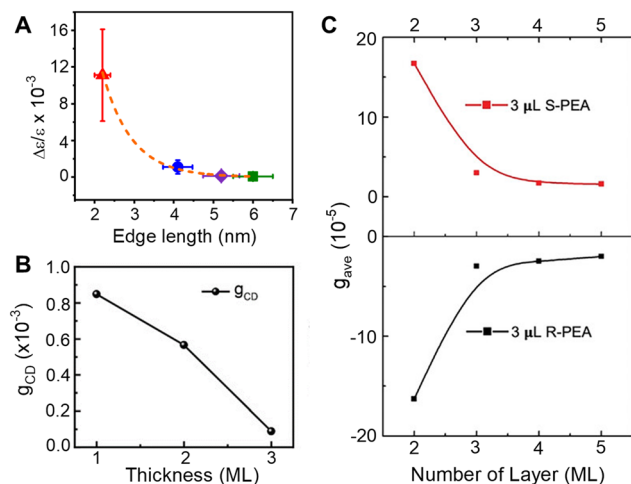 A
Δε/ε x 10⁻³
16
12
8
4
0
2 3 4 5 6 7
Edge length (nm)
B
g_CD (x10⁻³)
1.0
0.8
0.6
0.4
0.2
0.0
g_CD
1 2 3
Thickness (ML)
C
2 3 4 5
20
10
0
3 μL S-PEA
g_ave (10⁻⁵)
0
-10
-20
3 μL R-PEA
2 3 4 5
Number of Layer (ML)